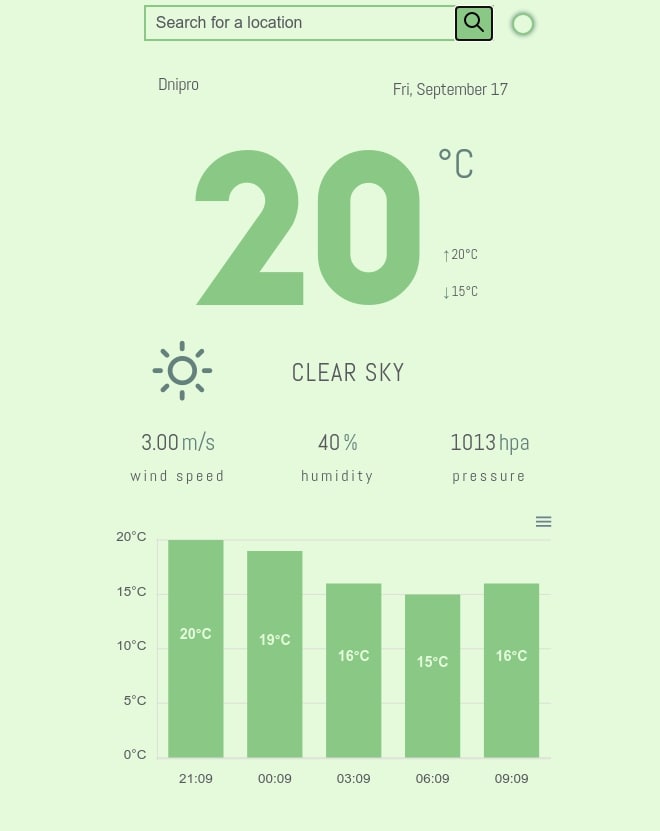 Search for a location
Dnipro
Fri, September 17
20 °C
↑20°C
↓15°C
CLEAR SKY
3.00 m/s 40 % 1013 hpa
wind speed humidity pressure
20°C
15°C
10°C
5°C
0°C
20°C 19°C 16°C 15°C 16°C
21:09 00:09 03:09 06:09 09:09